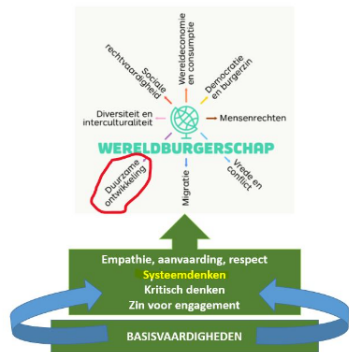 Wereldeconomie
en consumptie
Sociale
rechtvaardigheid
Democratie
en burgerzin
Diversiteit en
interculturaliteit
Mensenrechten
WERELDBURGERSCHAP
Duurzame
ontwikkeling
Migratie
Vrede en
conflict
Empathie, aanvaarding, respect
Systeemdenken
Kritisch denken
Zin voor engagement
BASISVAARDIGHEDEN